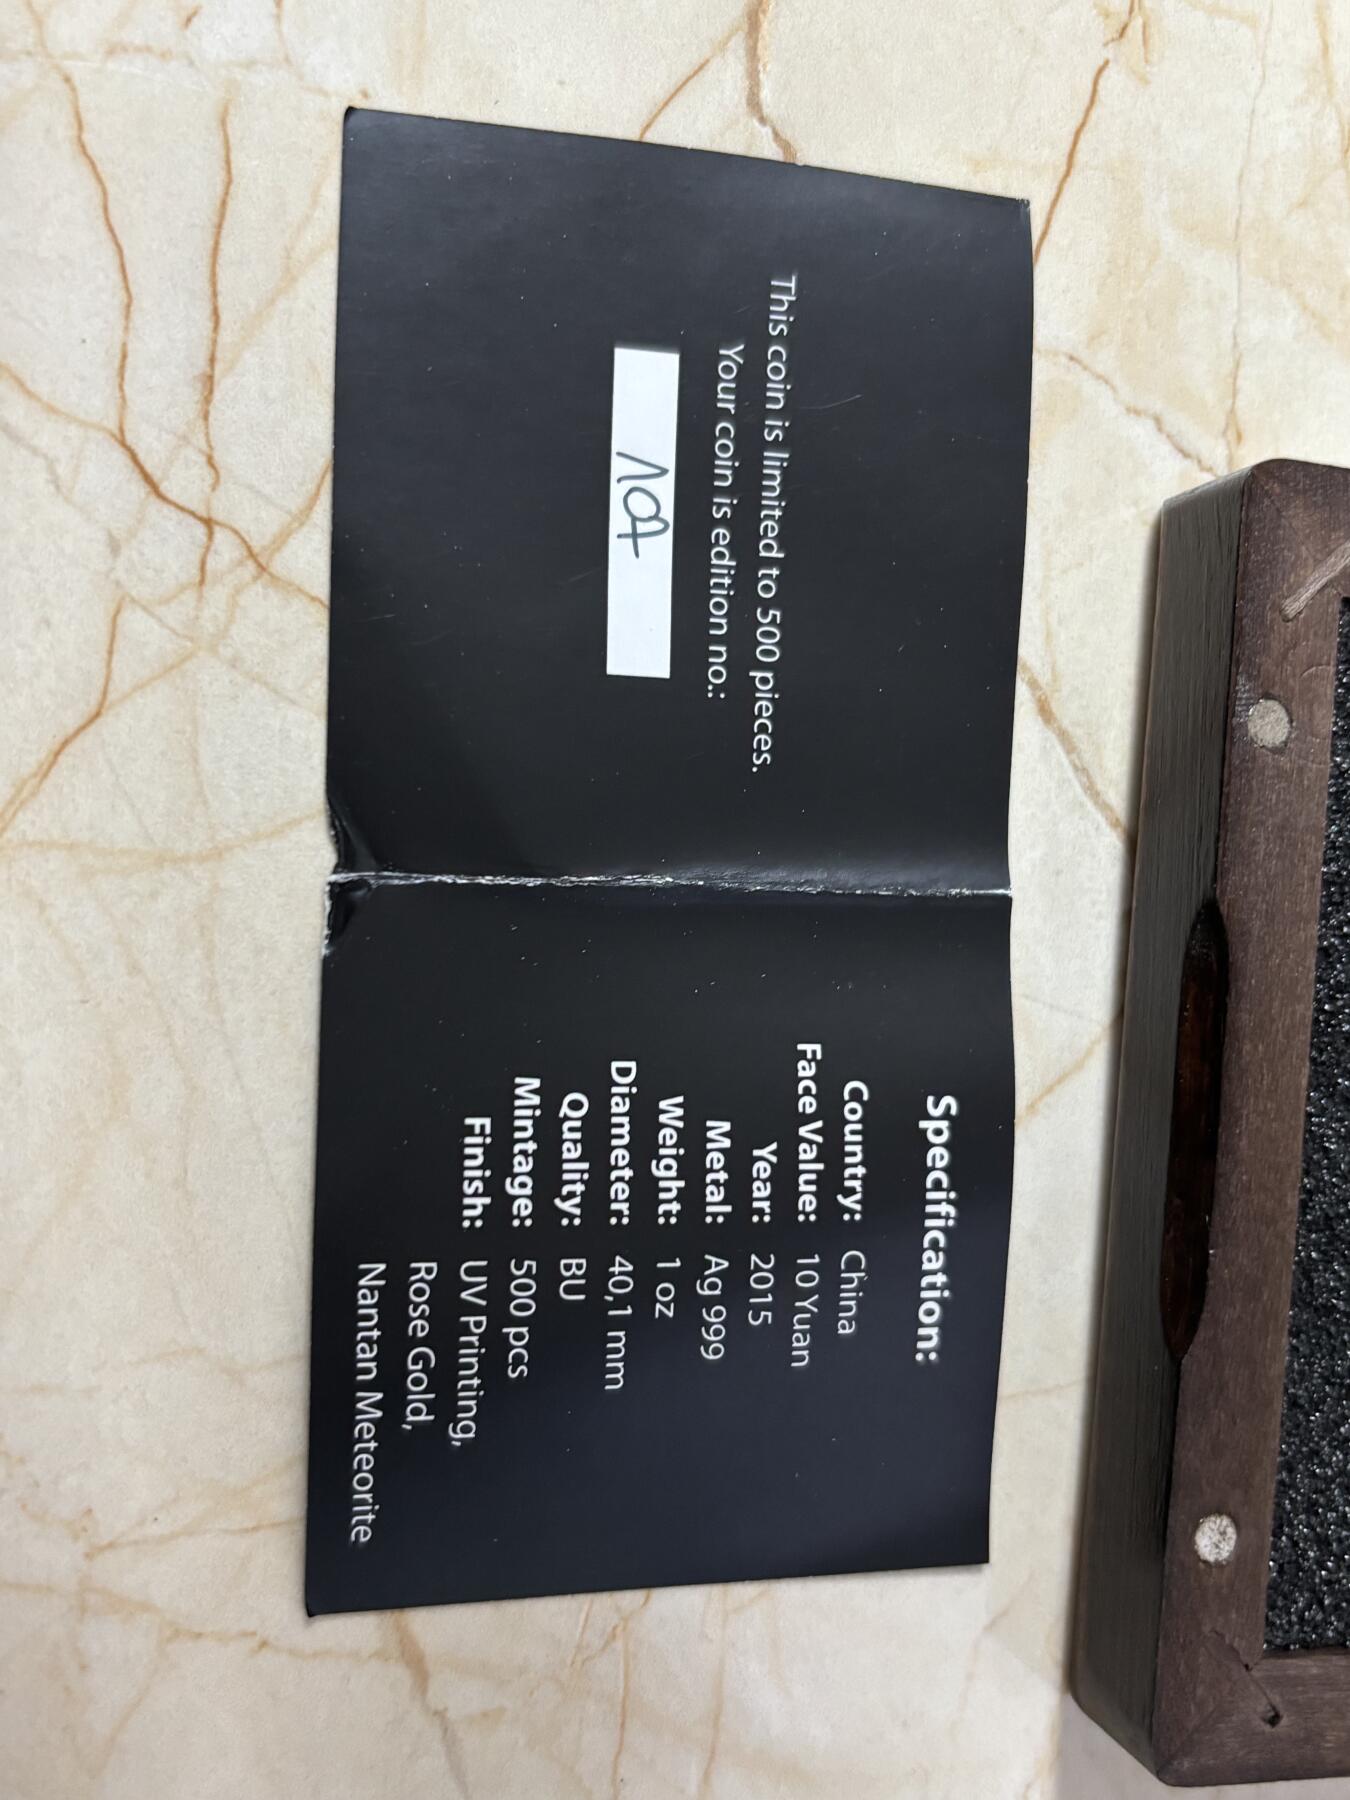 This coin is limited to 500 pieces.
Your coin is edition no.:
Specification:
Country: China
Face Value: 10 Yuan
Year: 2015
Metal: Ag 999
Weight: 1 oz
Diameter: 40,1 mm
Quality: BU
Mintage: 500 pcs
Finish: UV Printing,
Rose Gold,
Nantan Meteorite